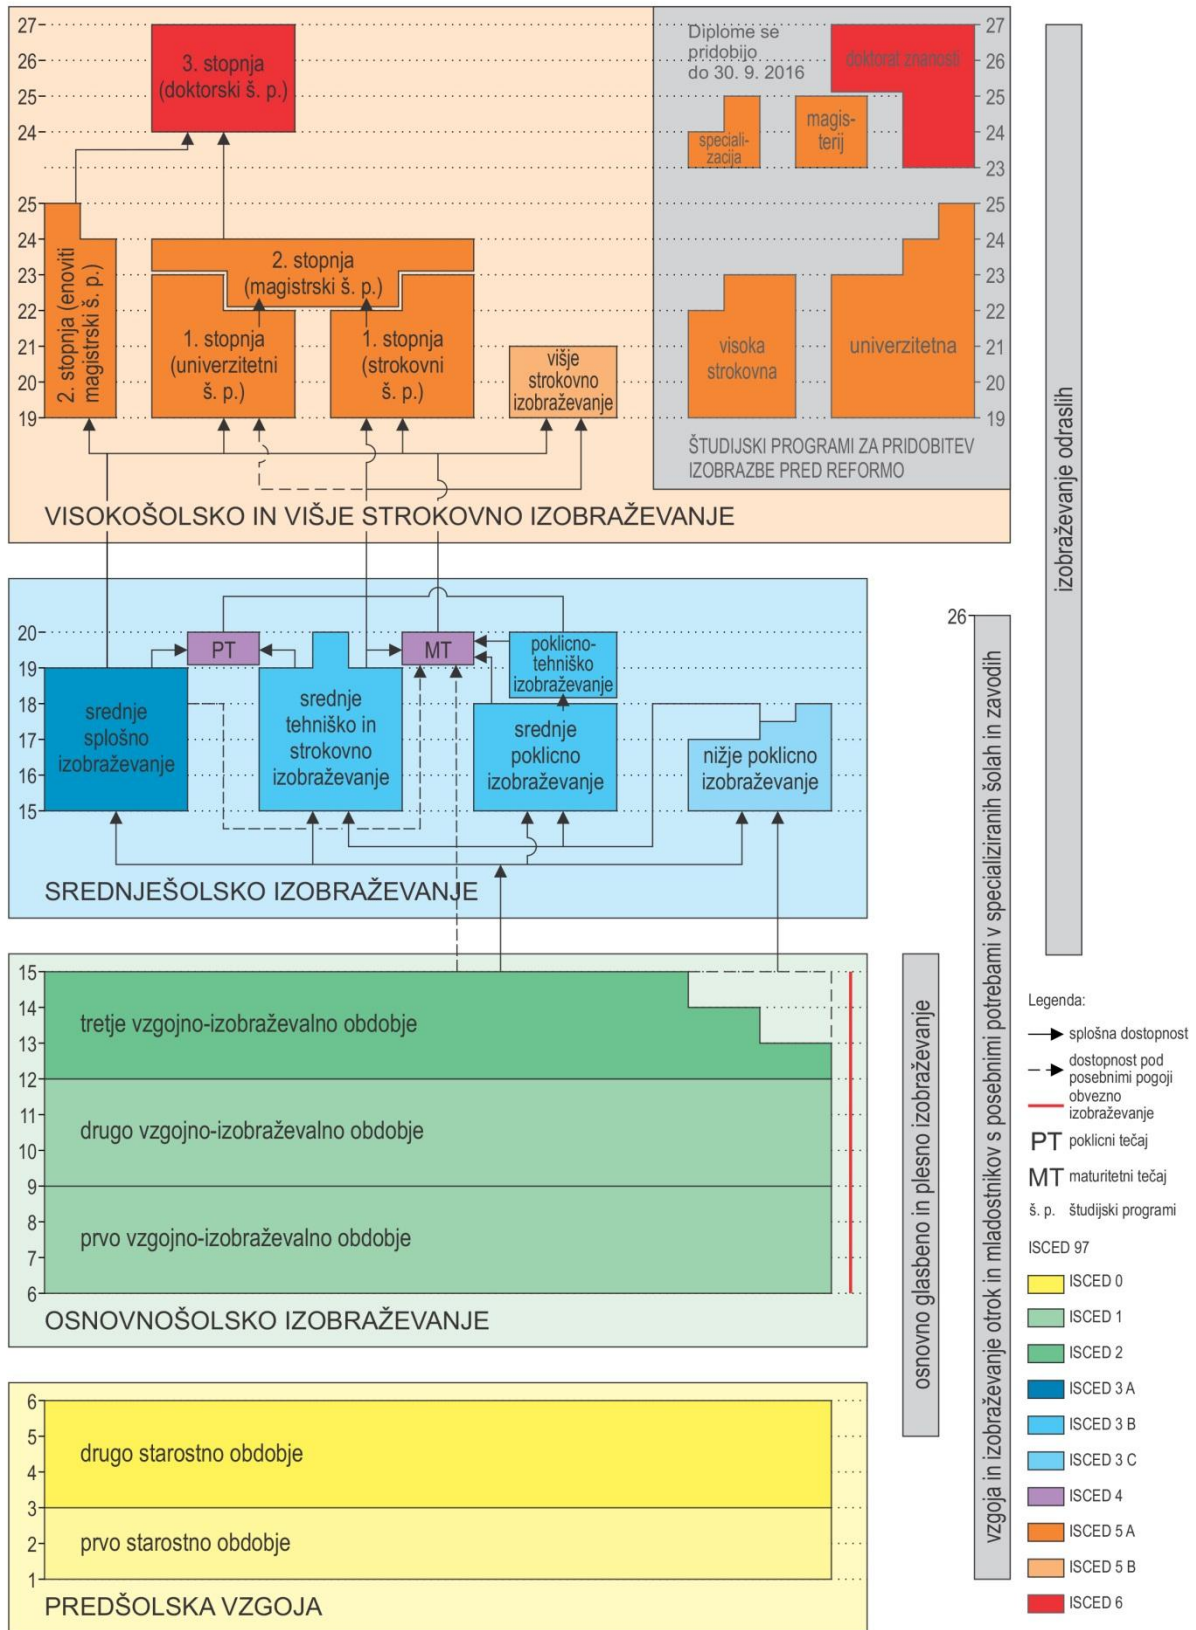 27
26
25
24
25
24
23
22
21
20
19
3. stopnja
(doktorski š. p.)
2. stopnja (enoviti
magistrski š. p.)
2. stopnja
(magistrski š. p.)
1. stopnja
(univerzitetni
š. p.)
1. stopnja
(strokovni
š. p.)
višje
strokovno
izobraževanje
VISOKOŠOLSKO IN VIŠJE STROKOVNO IZOBRAŽEVANJE
Diplome se
pridobijo
do 30. 9. 2016
doktorat znanosti
speciali-
zacija
magis-
terij
visoka
strokovna
univerzitetna
ŠTUDIJSKI PROGRAMI ZA PRIDOBITEV
IZOBRAZBE PRED REFORMO
27
26
25
24
23
25
24
23
22
21
20
19
20
19
18
17
16
15
PT
MT
srednje
splošno
izobraževanje
srednje
tehniško in
strokovno
izobraževanje
poklicno-
tehniško
izobraževanje
srednje
poklicno
izobraževanje
nižje poklicno
izobraževanje
SREDNJEŠOLSKO IZOBRAŽEVANJE
15
14
13
12
11
10
9
8
7
6
tretje vzgojno-izobraževalno obdobje
drugo vzgojno-izobraževalno obdobje
prvo vzgojno-izobraževalno obdobje
OSNOVNOŠOLSKO IZOBRAŽEVANJE
6
5
4
3
2
1
drugo starostno obdobje
prvo starostno obdobje
PREDŠOLSKA VZGOJA
osnovno glasbeno in plesno izobraževanje
26
vzgoja in izobraževanje otrok in mladostnikov s posebnimi potrebami v specializiranih šolah in zavodih
izobraževanje odraslih
Legenda:
splošna dostopnost
dostopnost pod
posebnimi pogoji
obvezno
izobraževanje
PT poklicni tečaj
MT maturitetni tečaj
š. p. študijski programi
ISCED 97
ISCED 0
ISCED 1
ISCED 2
ISCED 3 A
ISCED 3 B
ISCED 3 C
ISCED 4
ISCED 5 A
ISCED 5 B
ISCED 6